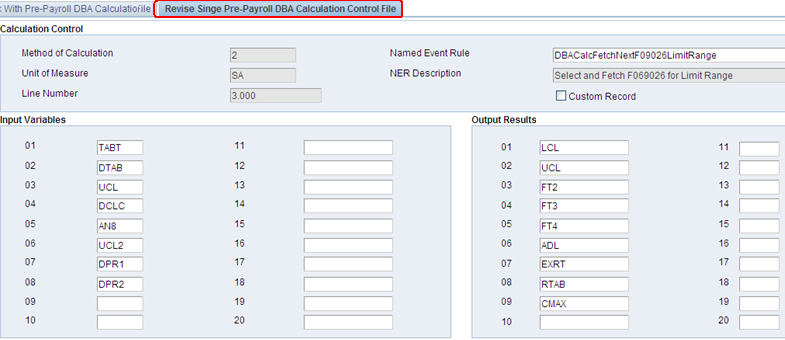 k With Pre-Payroll DBA Calculation File Revise Singe Pre-Payroll DBA Calculation Control File
Calculation Control
Method of Calculation 2 Named Event Rule DBACalcFetchNextF09026LimitRange
Unit of Measure SA NER Description Select and Fetch F069026 for Limit Range
Line Number 3.000 Custom Record
Input Variables Output Results
01 TABT 11 01 LCL 11
02 DTAB 12 02 UCL 12
03 UCL 13 03 FT2 13
04 DCLC 14 04 FT3 14
05 AN8 15 05 FT4 15
06 UCL2 16 06 ADL 16
07 DPR1 17 07 EXRT 17
08 DPR2 18 08 RTAB 18
09 19 09 CMAX 19
10 20 10 20